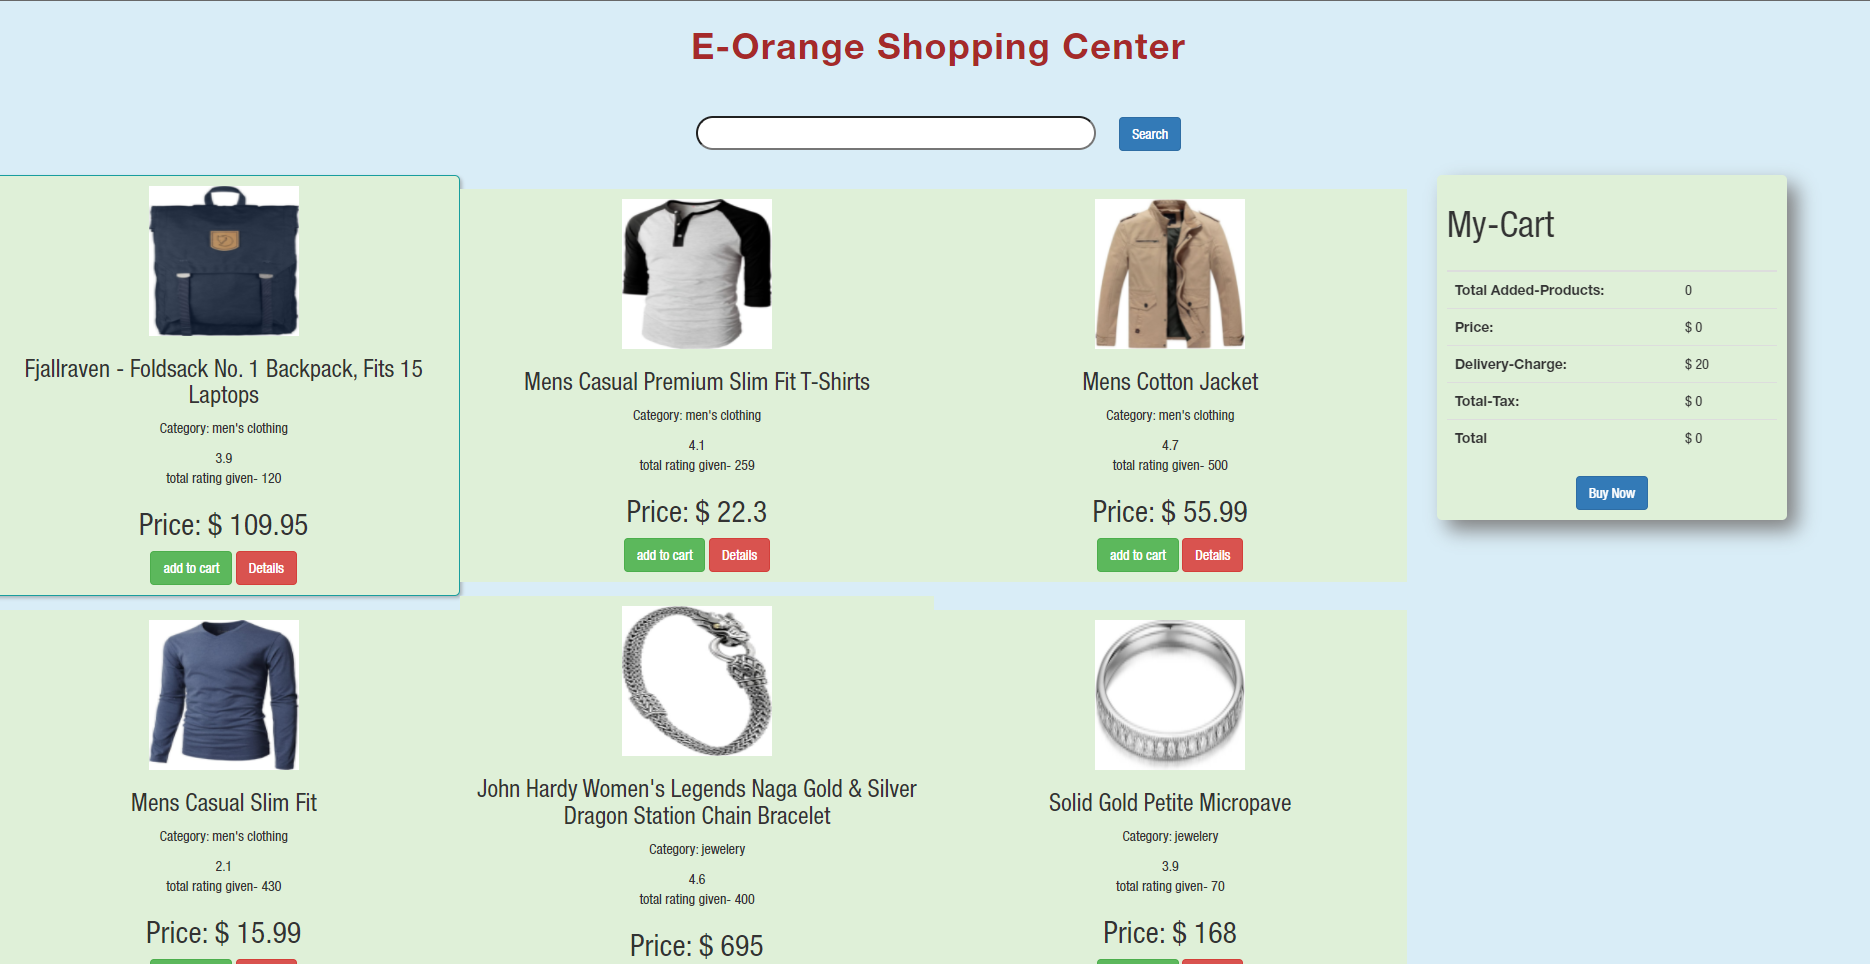 E-Orange Shopping Center
Search
Fjallraven - Foldsack No. 1 Backpack, Fits 15
Laptops
Category: men's clothing
3.9
total rating given- 120
Price: $ 109.95
add to cart
Details
Mens Casual Premium Slim Fit T-Shirts
Category: men's clothing
4.1
total rating given- 259
Price: $ 22.3
add to cart
Details
Mens Cotton Jacket
Category: men's clothing
4.7
total rating given- 500
Price: $ 55.99
add to cart
Details
My-Cart
Total Added-Products: 0
Price: $ 0
Delivery-Charge: $ 20
Total-Tax: $ 0
Total $ 0
Buy Now
Mens Casual Slim Fit
Category: men's clothing
2.1
total rating given- 430
Price: $ 15.99
John Hardy Women's Legends Naga Gold & Silver
Dragon Station Chain Bracelet
Category: jewelery
4.6
total rating given- 400
Price: $ 695
Solid Gold Petite Micropave
Category: jewelery
3.9
total rating given- 70
Price: $ 168